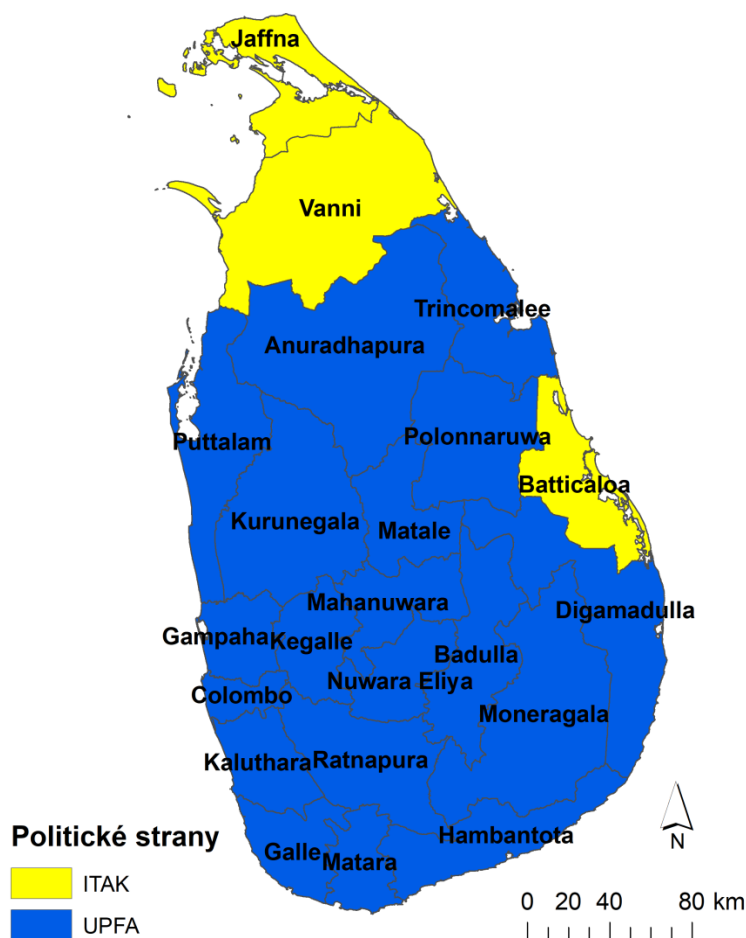 Jaffna
Vanni
Trincomalee
Anuradhapura
Puttalam
Polonnaruwa
Batticaloa
Kurunegala
Matale
Mahanuwara
Digamadulla
Gampaha
Kegalle
Badulla
Nuwara Eliya
Colombo
Moneragala
Kaluthara
Ratnapura
Hambantota
Galle
Matara
N
Politické strany
ITAK
UPFA
0 20 40 80 km